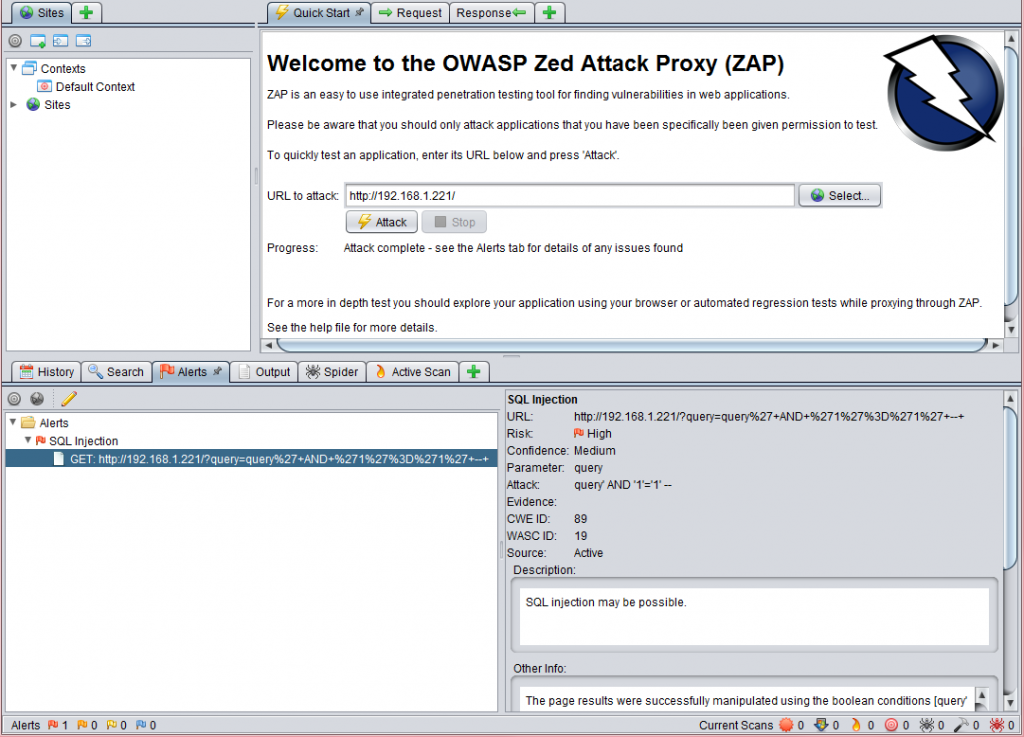 Sites
Quick Start
Request
Response
Contexts
Default Context
Sites
Welcome to the OWASP Zed Attack Proxy (ZAP)
ZAP is an easy to use integrated penetration testing tool for finding vulnerabilities in web applications.
Please be aware that you should only attack applications that you have been specifically been given permission to test.
To quickly test an application, enter its URL below and press 'Attack'.
URL to attack: http://192.168.1.221/ Select...
Attack Stop
Progress: Attack complete - see the Alerts tab for details of any issues found
For a more in depth test you should explore your application using your browser or automated regression tests while proxying through ZAP.
See the help file for more details.
History Search Alerts Output Spider Active Scan
Alerts
SQL Injection
GET: http://192.168.1.221/?query=query%27+AND+%271%27%3D%271%27+--+
SQL Injection
URL: http://192.168.1.221/?query=query%27+AND+%271%27%3D%271%27+--+
Risk: High
Confidence: Medium
Parameter: query
Attack: query' AND '1'='1' --
Evidence:
CWE ID: 89
WASC ID: 19
Source: Active
Description:
SQL injection may be possible.
Other Info:
The page results were successfully manipulated using the boolean conditions [query'
Alerts 1 0 0 0
Current Scans 0 0 0 0 0 0 0